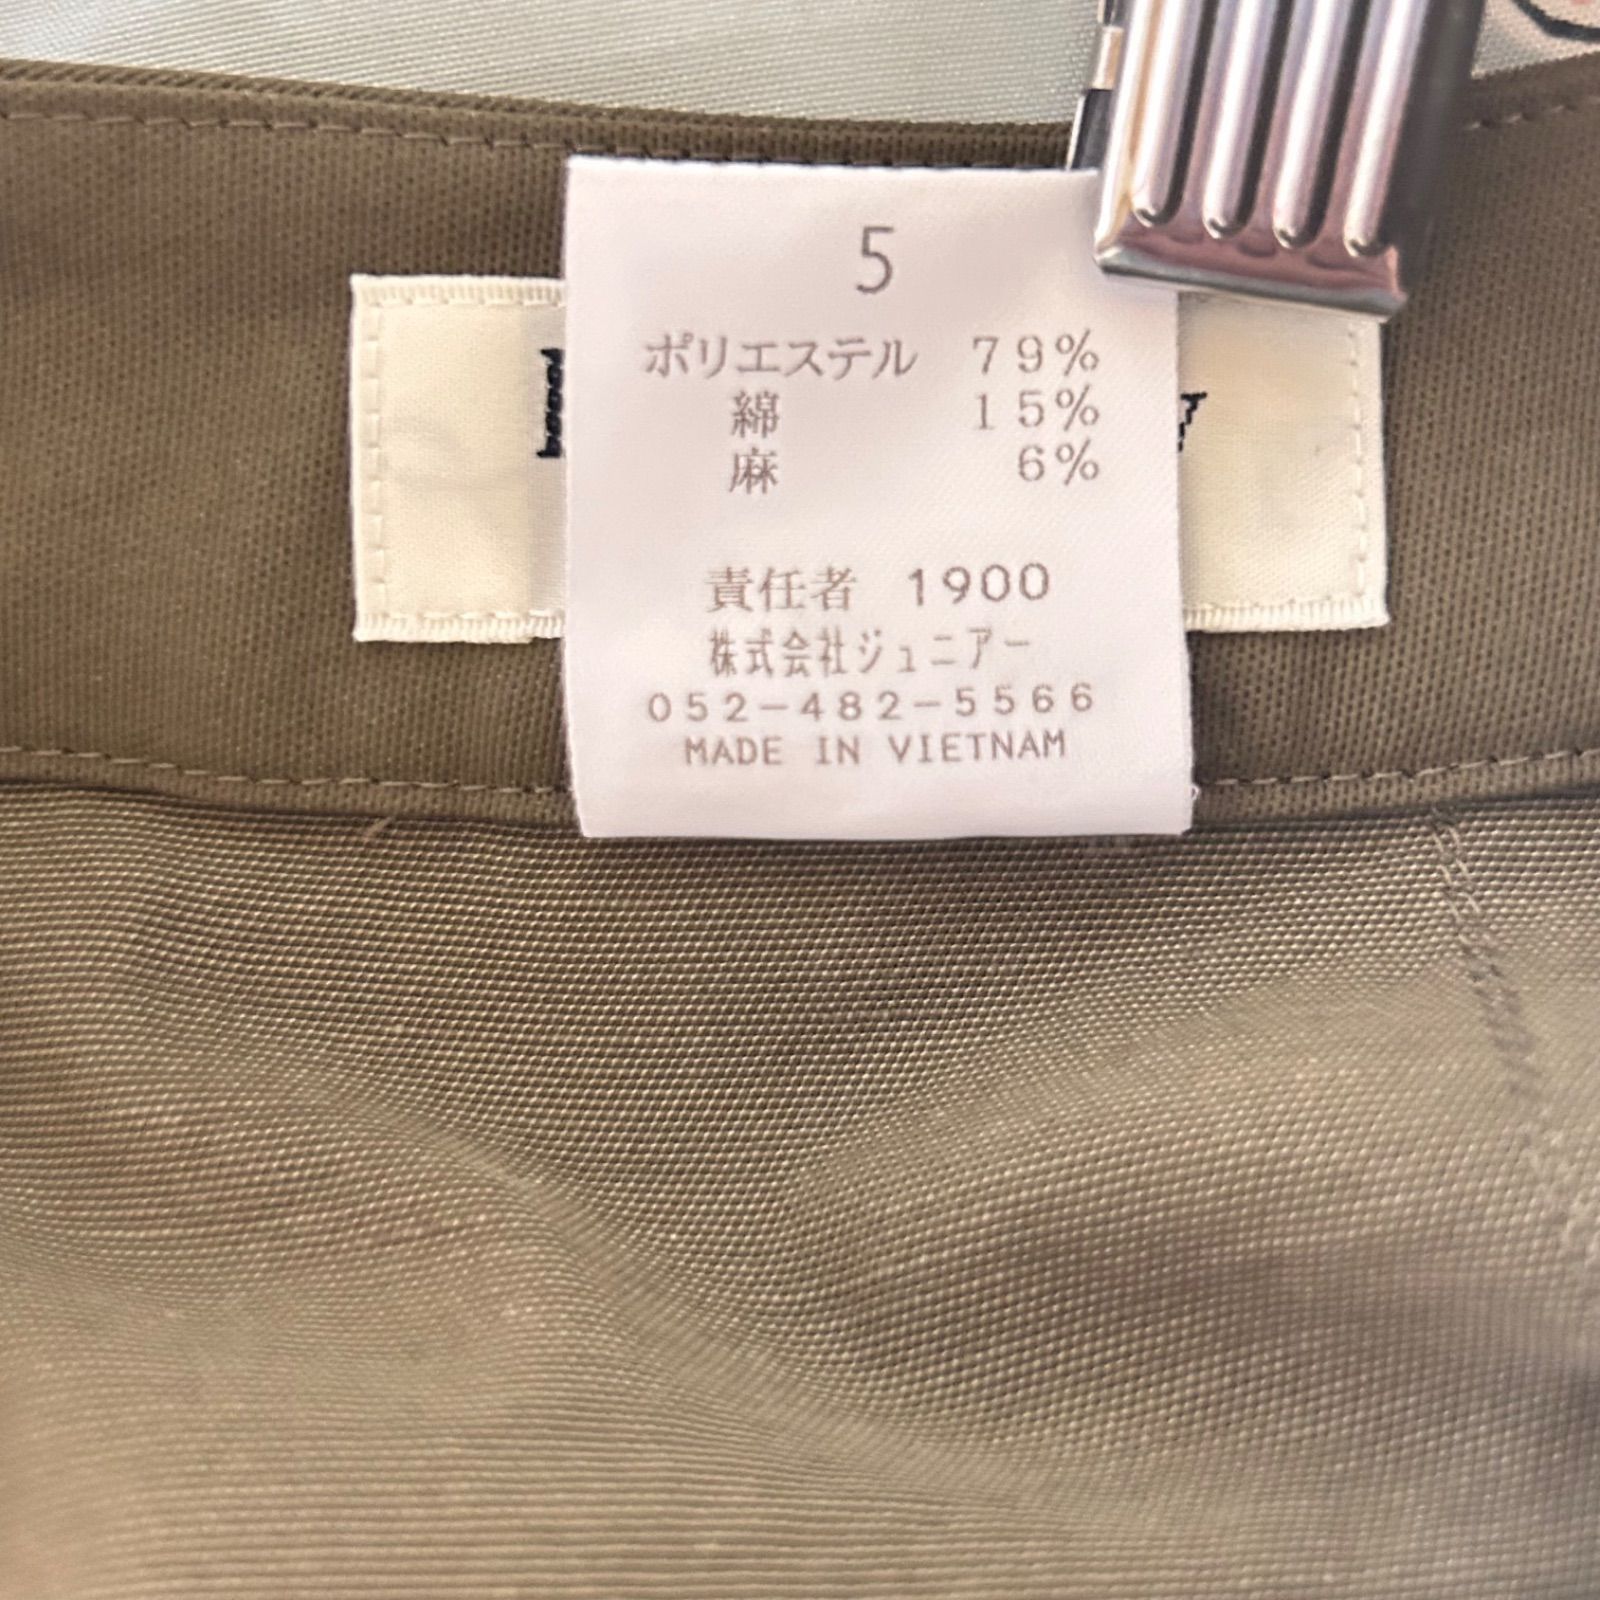 5
ポリエステル 79%
綿 15%
麻 6%
責任者 1900
株式会社ジュニアー
052-482-5566
MADE IN VIETNAM